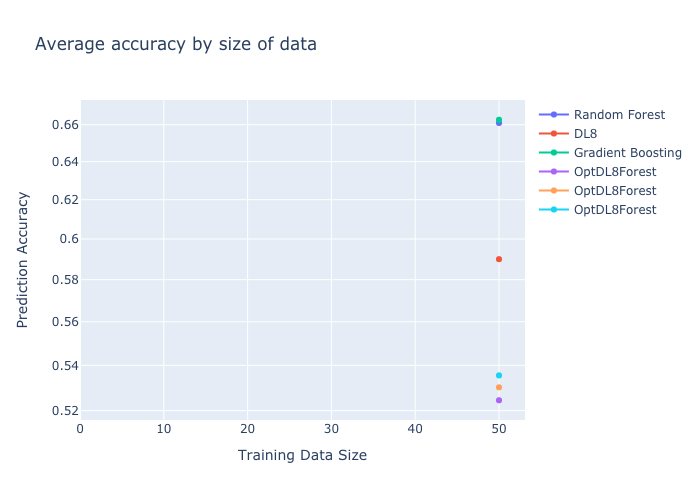 Average accuracy by size of data
Random Forest
DL8
Gradient Boosting
OptDL8Forest
OptDL8Forest
OptDL8Forest
Prediction Accuracy
0.66
0.64
0.62
0.6
0.58
0.56
0.54
0.52
0 10 20 30 40 50
Training Data Size